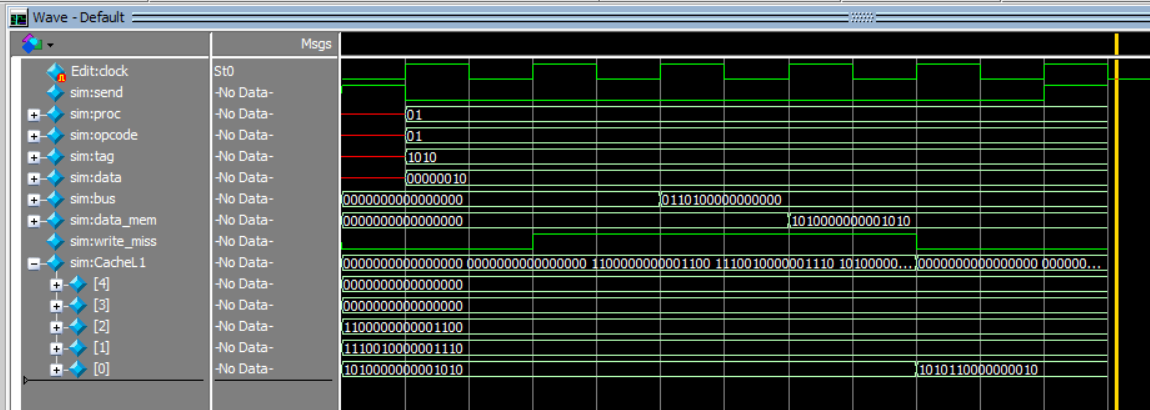 Wave - Default
Msgs
Edit:clock St0
sim:send -No Data-
sim:proc -No Data- 01
sim:opcode -No Data- 01
sim:tag -No Data- 1010
sim:data -No Data- 00000010
sim:bus -No Data- 0000000000000000 0110100000000000
sim:data_mem -No Data- 0000000000000000 1010000000001010
sim:write_miss -No Data-
sim:CacheL1 -No Data- 0000000000000000 0000000000000000 1100000000001100 1110010000001110 10100000... 0000000000000000 000000...
[4] -No Data- 0000000000000000
[3] -No Data- 0000000000000000
[2] -No Data- 1100000000001100
[1] -No Data- 1110010000001110
[0] -No Data- 1010000000001010 1010110000000010